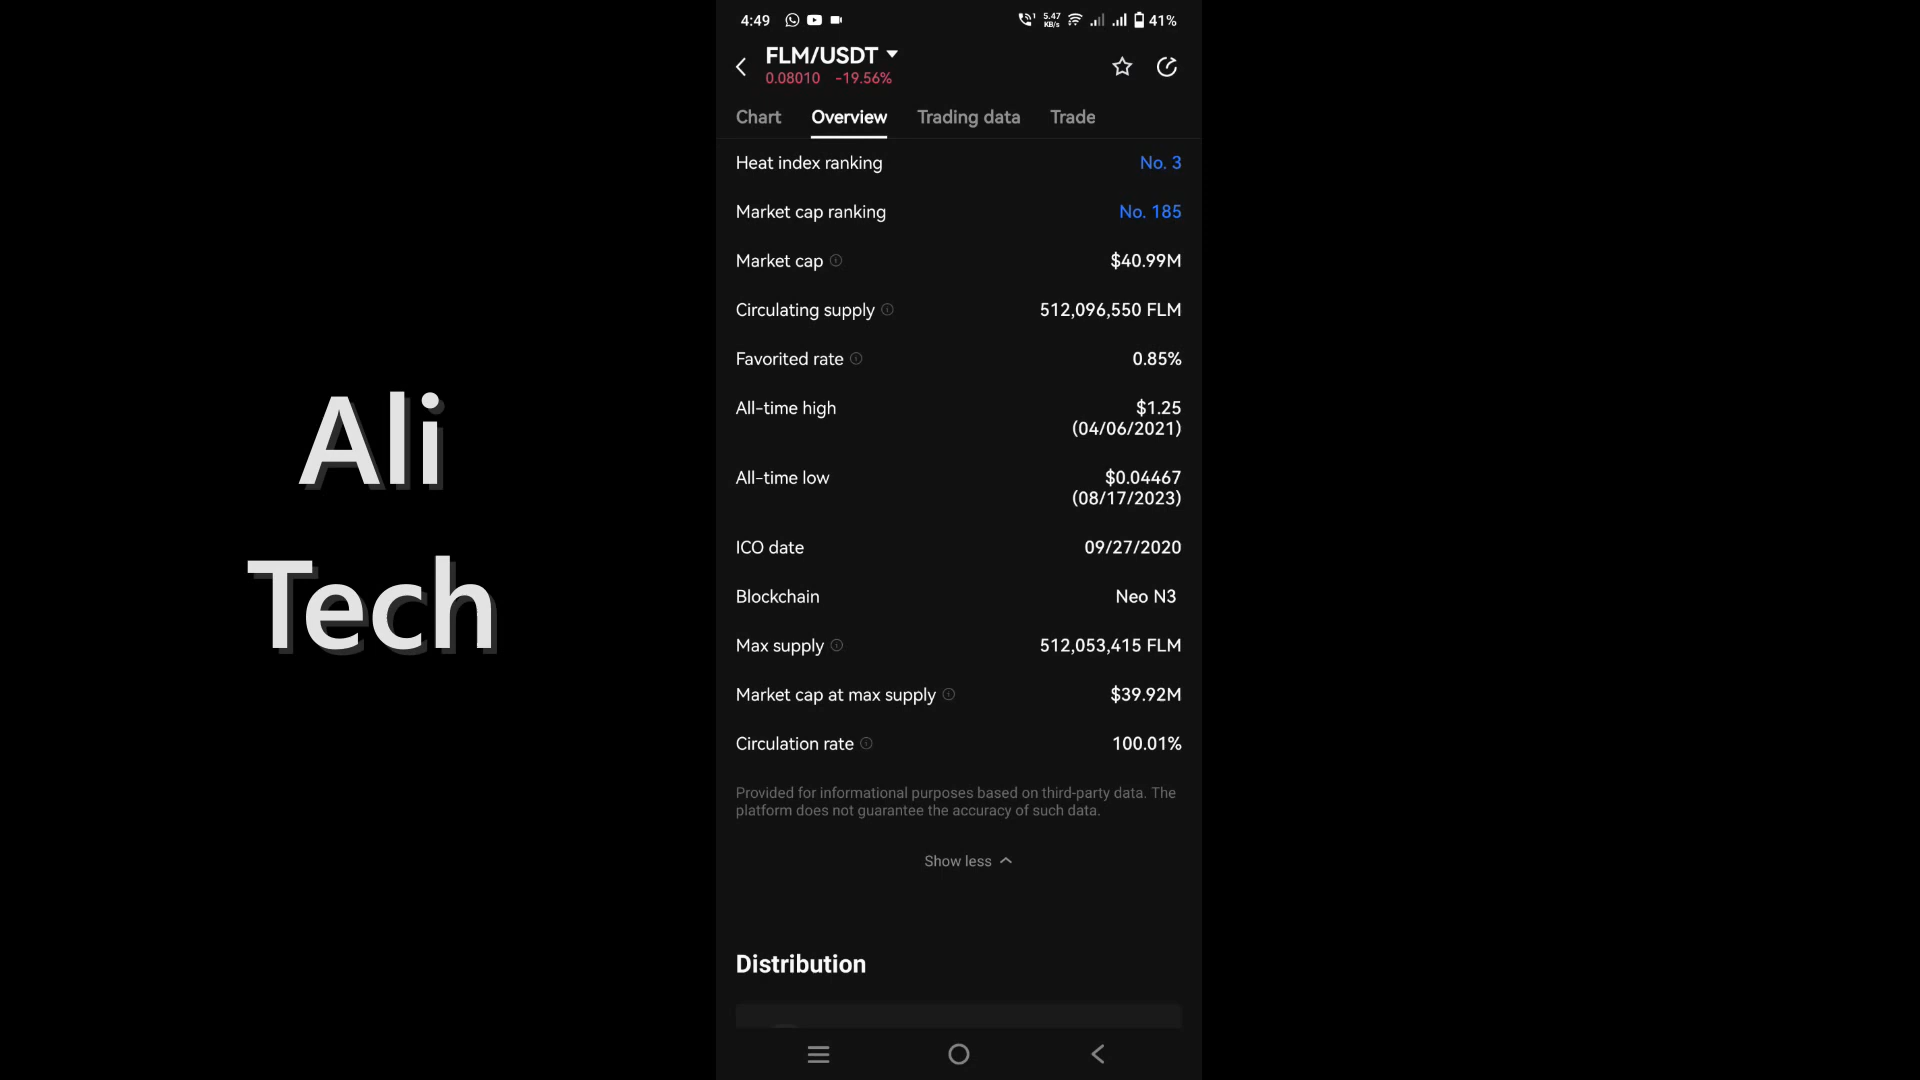 4:49 5.47 KB/s 41%
FLM/USDT
0.08010 -19.56%
Chart Overview Trading data Trade
Heat index ranking No. 3
Market cap ranking No. 185
Market cap $40.99M
Circulating supply 512,096,550 FLM
Favorited rate 0.85%
All-time high $1.25
(04/06/2021)
All-time low $0.04467
(08/17/2023)
ICO date 09/27/2020
Blockchain Neo N3
Max supply 512,053,415 FLM
Market cap at max supply $39.92M
Circulation rate 100.01%
Provided for informational purposes based on third-party data. The
platform does not guarantee the accuracy of such data.
Show less
Distribution
Ali
Tech